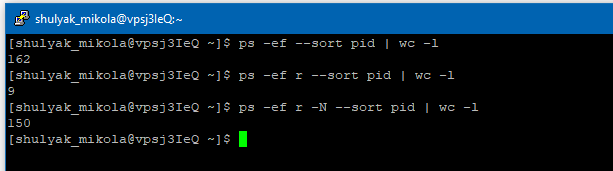 shulyak_mikola@vpsj3IeQ:~
[shulyak_mikola@vpsj3IeQ ~]$ ps -ef --sort pid | wc -l
162
[shulyak_mikola@vpsj3IeQ ~]$ ps -ef r --sort pid | wc -l
9
[shulyak_mikola@vpsj3IeQ ~]$ ps -ef r -N --sort pid | wc -l
150
[shulyak_mikola@vpsj3IeQ ~]$